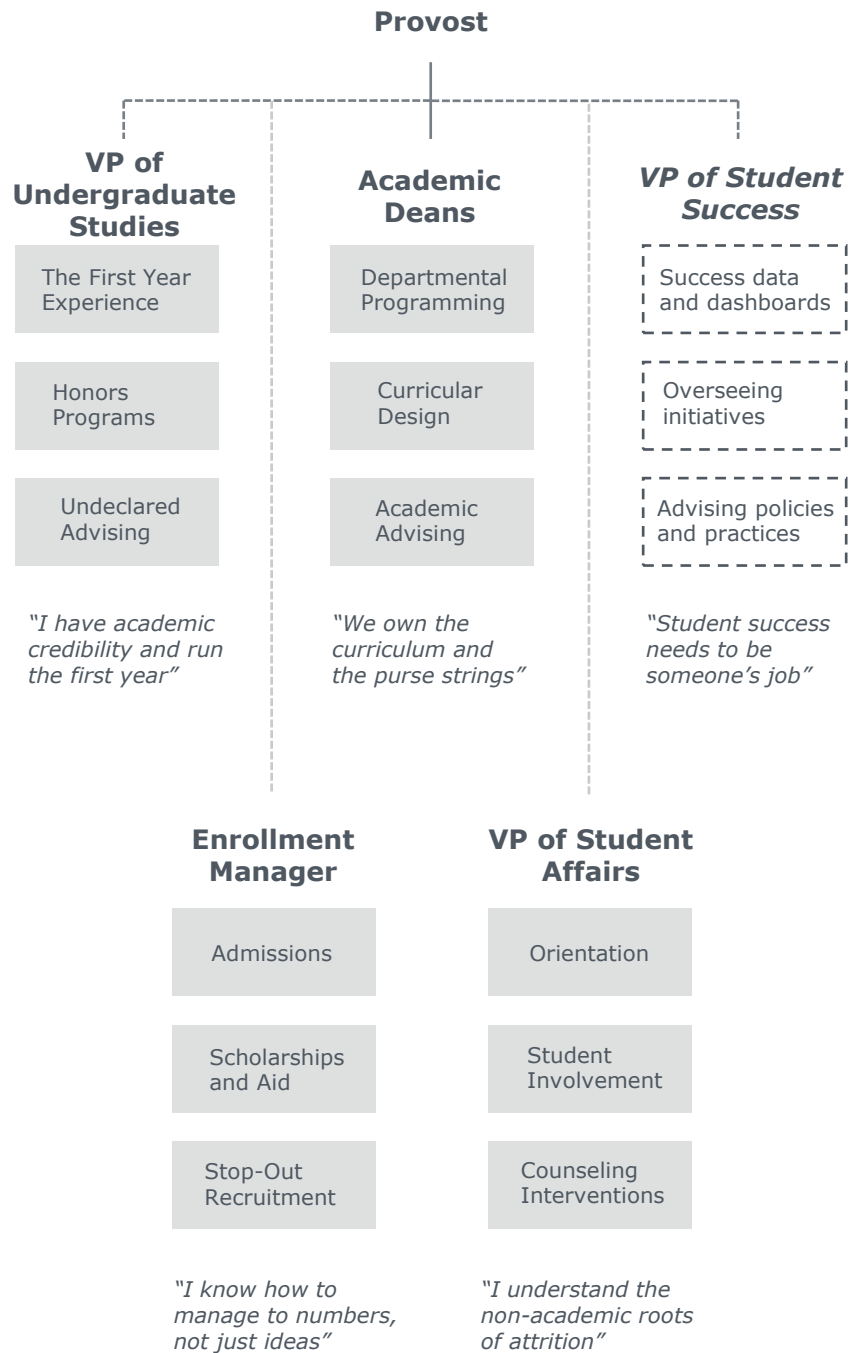 Provost
VP of
Undergraduate
Studies
The First Year
Experience
Honors
Programs
Undeclared
Advising
“I have academic
credibility and run
the first year”
Academic
Deans
Departmental
Programming
Curricular
Design
Academic
Advising
“We own the
curriculum and
the purse strings”
VP of Student
Success
Success data
and dashboards
Overseeing
initiatives
Advising policies
and practices
“Student success
needs to be
someone’s job”
Enrollment
Manager
Admissions
Scholarships
and Aid
Stop-Out
Recruitment
“I know how to
manage to numbers,
not just ideas”
VP of Student
Affairs
Orientation
Student
Involvement
Counseling
Interventions
“I understand the
non-academic roots
of attrition”